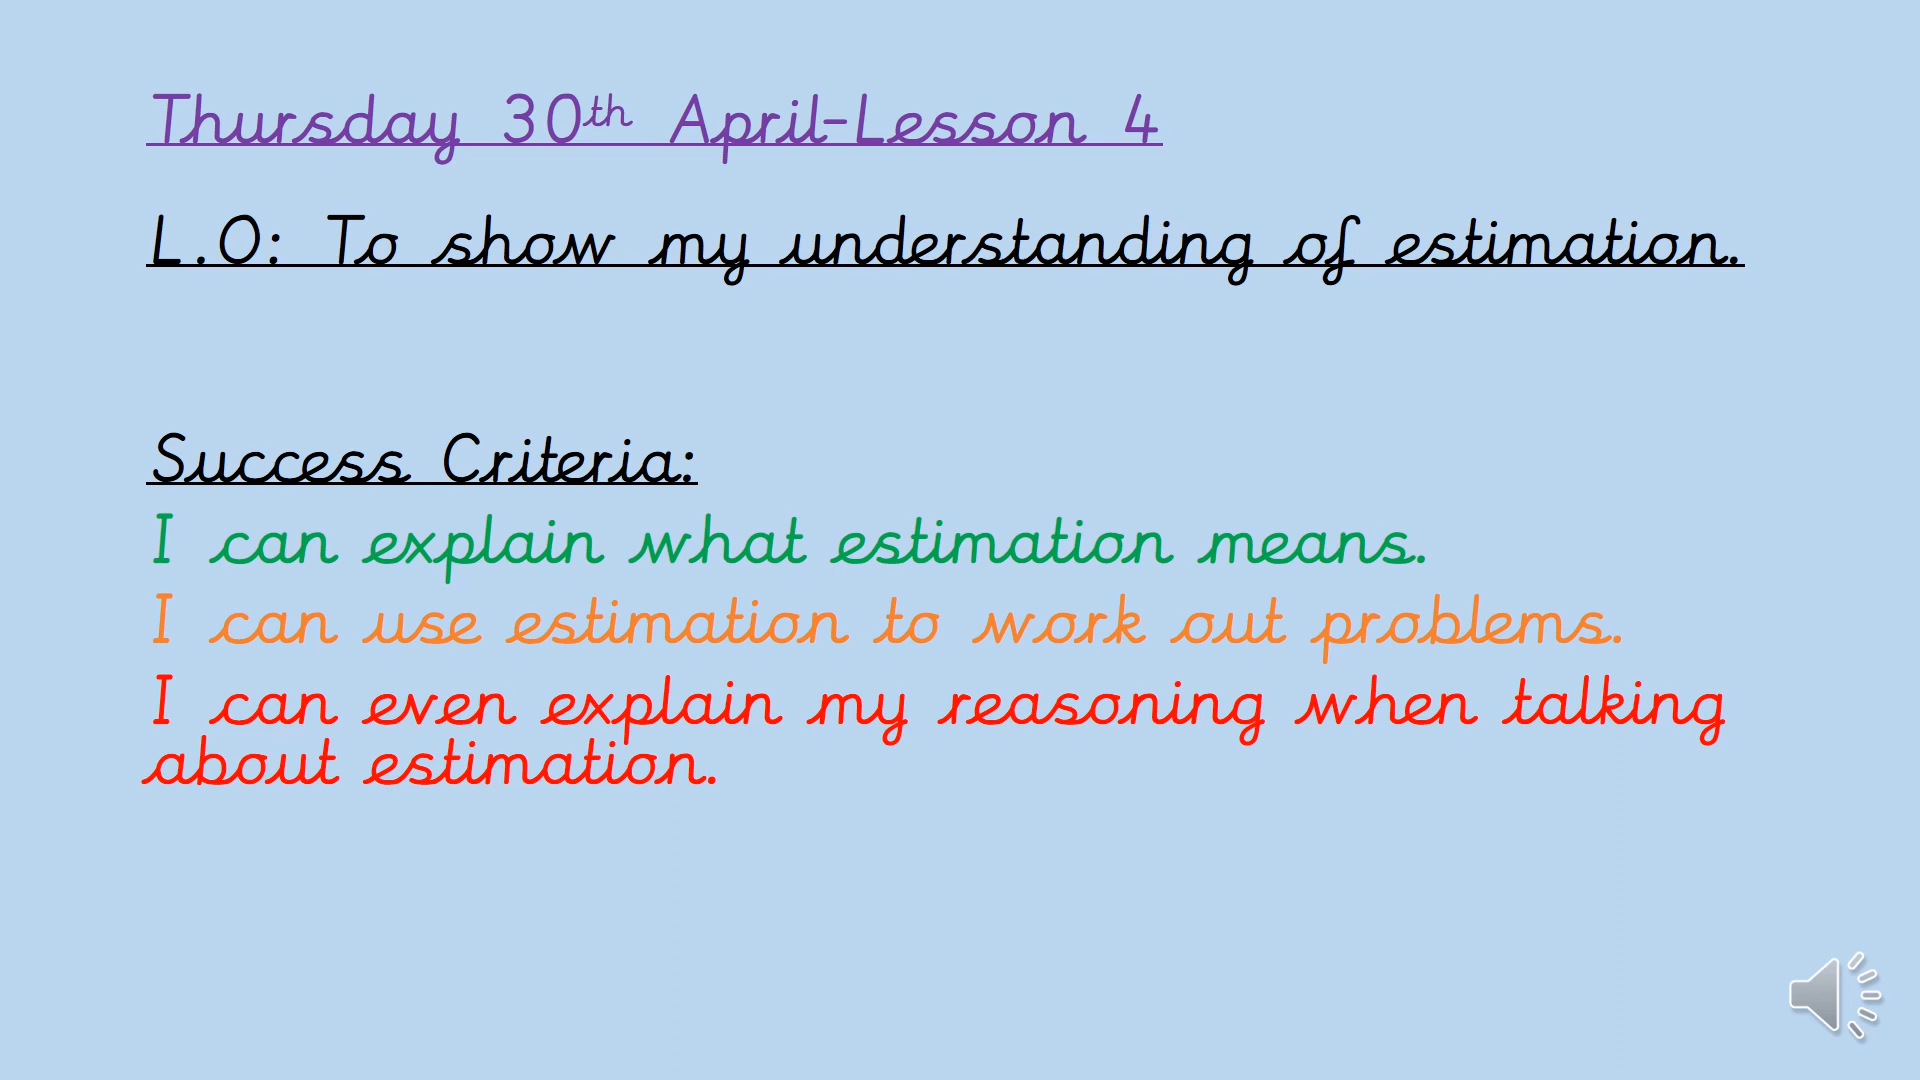 Thursday 30th April-Lesson 4
L.O: To show my understanding of estimation.
Success Criteria:
I can explain what estimation means.
I can use estimation to work out problems.
I can even explain my reasoning when talking
about estimation.